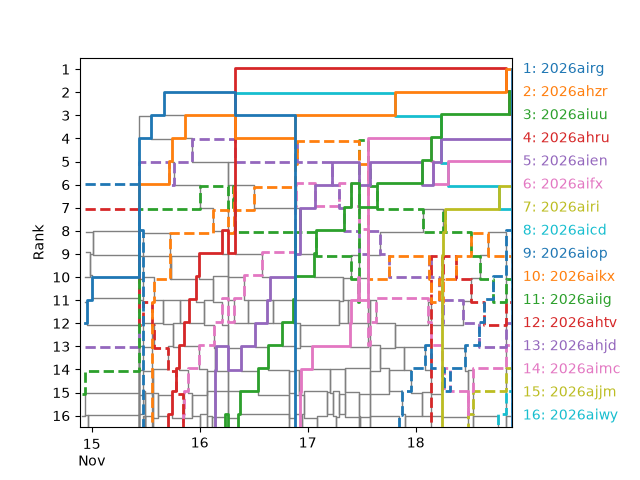 1
2
3
4
5
6
7
8
9
10
11
12
13
14
15
16
Rank
15
16
17
18
Nov
1: 2026airg
2: 2026ahzr
3: 2026aiuu
4: 2026ahru
5: 2026aien
6: 2026aifx
7: 2026airi
8: 2026aicd
9: 2026aiop
10: 2026aikx
11: 2026aiig
12: 2026ahtv
13: 2026ahjd
14: 2026aimc
15: 2026ajjm
16: 2026aiwy